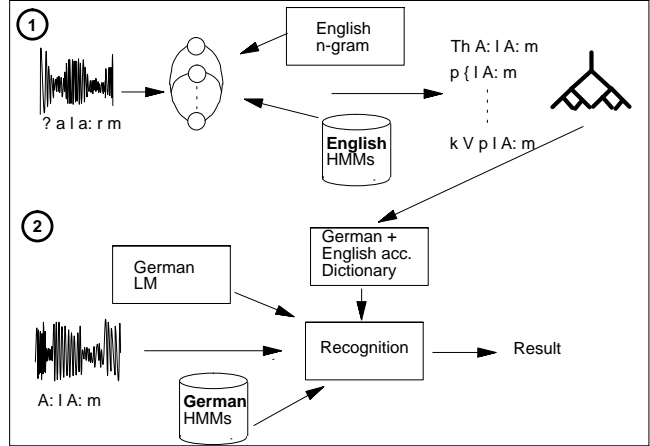 1
English
n-gram
Th A: l A: m
p { l A: m
? a l a: r m
English
HMMs
k V p l A: m
2
German +
English acc.
Dictionary
German
LM
Recognition
Result
A: l A: m
German
HMMs